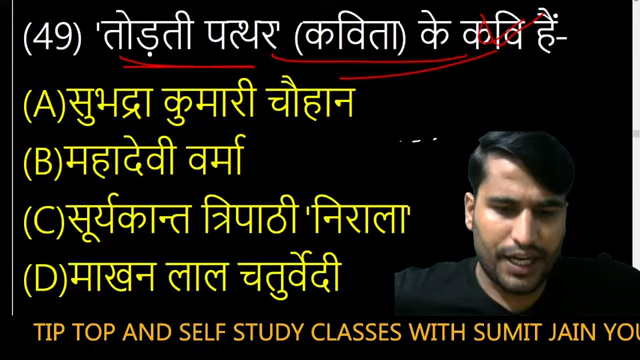 (49) 'तोड़ती पत्थर' (कविता) के कवि हैं-
(A)सुभद्रा कुमारी चौहान
(B)महादेवी वर्मा
(C)सूर्यकान्त त्रिपाठी 'निराला'
(D)माखन लाल चतुर्वेदी
TIP TOP AND SELF STUDY CLASSES WITH SUMIT JAIN YOU